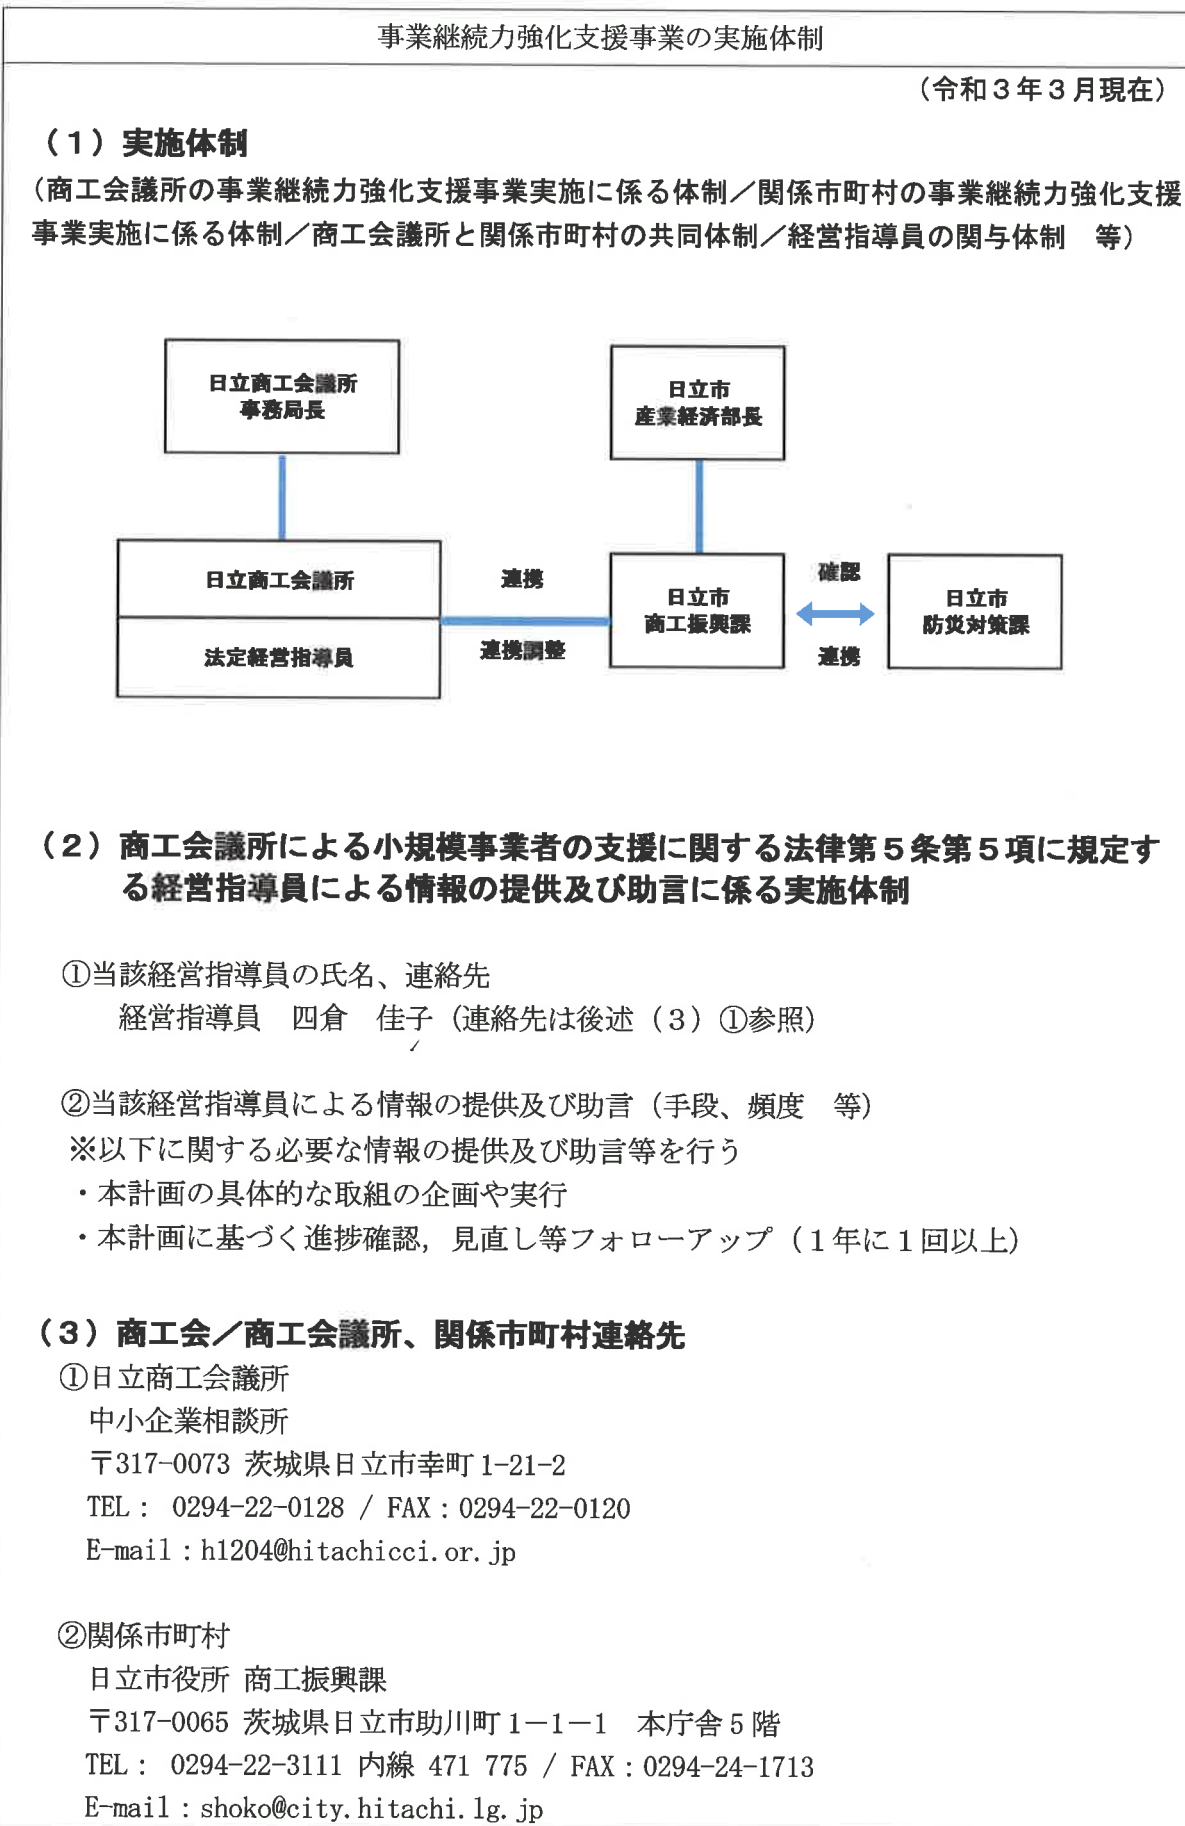 事業継続力強化支援事業の実施体制
（令和３年３月現在）
（１）実施体制
（商工会議所の事業継続力強化支援事業実施に係る体制／関係市町村の事業継続力強化支援
事業実施に係る体制／商工会議所と関係市町村の共同体制／経営指導員の関与体制　等）
日立商工会議所
事務局長
日立市
産業経済部長
日立商工会議所
法定経営指導員
連携
連携調整
日立市
商工振興課
確認
連携
日立市
防災対策課
（２）商工会議所による小規模事業者の支援に関する法律第５条第５項に規定す
る経営指導員による情報の提供及び助言に係る実施体制
①当該経営指導員の氏名、連絡先
経営指導員　四倉　佳子（連絡先は後述（３）①参照）
②当該経営指導員による情報の提供及び助言（手段、頻度　等）
※以下に関する必要な情報の提供及び助言等を行う
・本計画の具体的な取組の企画や実行
・本計画に基づく進捗確認，見直し等フォローアップ（１年に１回以上）
（３）商工会／商工会議所、関係市町村連絡先
①日立商工会議所
中小企業相談所
〒317-0073 茨城県日立市幸町 1-21-2
TEL： 0294-22-0128 / FAX：0294-22-0120
E-mail：h1204@hitachicci.or.jp
②関係市町村
日立市役所 商工振興課
〒317-0065 茨城県日立市助川町１－１－１　本庁舎５階
TEL： 0294-22-3111 内線 471 775 / FAX：0294-24-1713
E-mail：shoko@city.hitachi.lg.jp